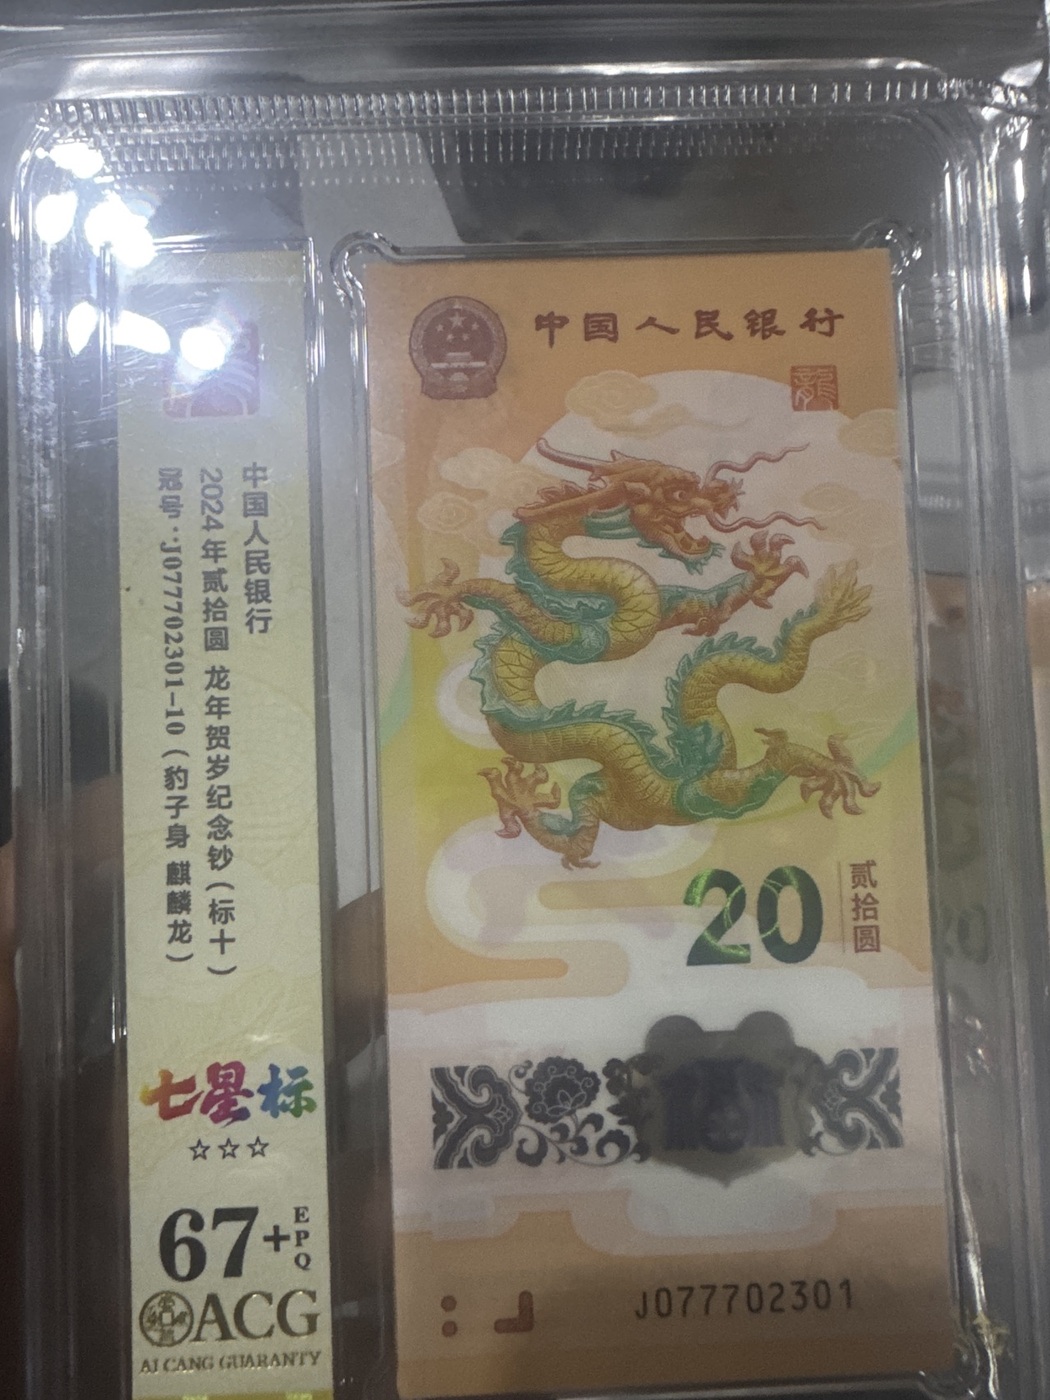 中国人民银行
2024年贰拾圆 龙年贺岁纪念钞（标十）
冠号：J077702301-10（豹子身 麒麟龙）
七星标
☆☆☆
67+EPQ
ACG
AI CANG GUARANTY
中国人民银行
龍
20
贰拾圆
J077702301